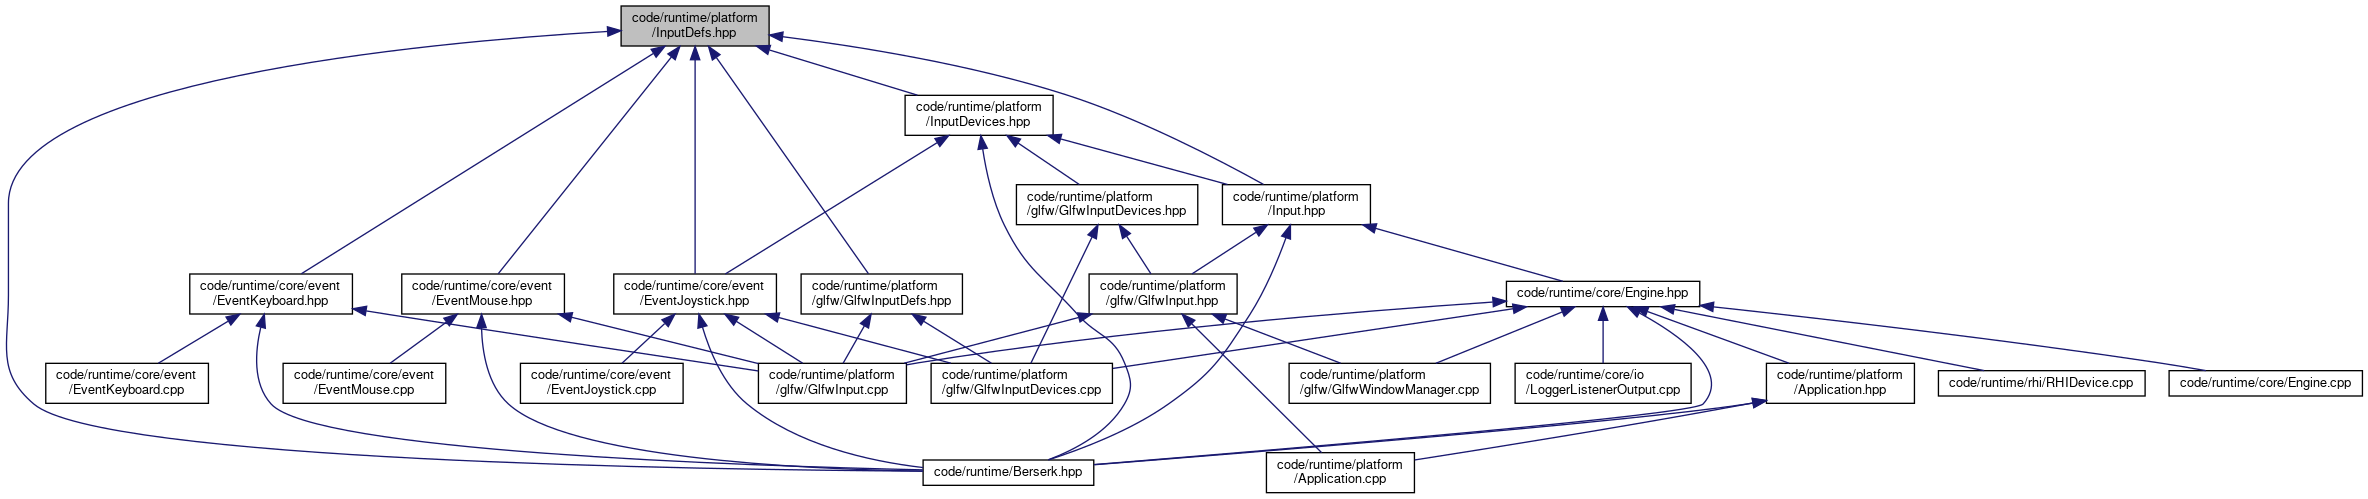 code/runtime/platform
/InputDefs.hpp
code/runtime/platform
/InputDevices.hpp
code/runtime/platform
/glfw/GlfwInputDevices.hpp
code/runtime/platform
/Input.hpp
code/runtime/core/event
/EventKeyboard.hpp
code/runtime/core/event
/EventMouse.hpp
code/runtime/core/event
/EventJoystick.hpp
code/runtime/platform
/glfw/GlfwInputDefs.hpp
code/runtime/platform
/glfw/GlfwInput.hpp
code/runtime/core/Engine.hpp
code/runtime/core/event
/EventKeyboard.cpp
code/runtime/core/event
/EventMouse.cpp
code/runtime/core/event
/EventJoystick.cpp
code/runtime/platform
/glfw/GlfwInput.cpp
code/runtime/platform
/glfw/GlfwInputDevices.cpp
code/runtime/platform
/glfw/GlfwWindowManager.cpp
code/runtime/core/io
/LoggerListenerOutput.cpp
code/runtime/platform
/Application.hpp
code/runtime/rhi/RHIDevice.cpp
code/runtime/core/Engine.cpp
code/runtime/Berserk.hpp
code/runtime/platform
/Application.cpp